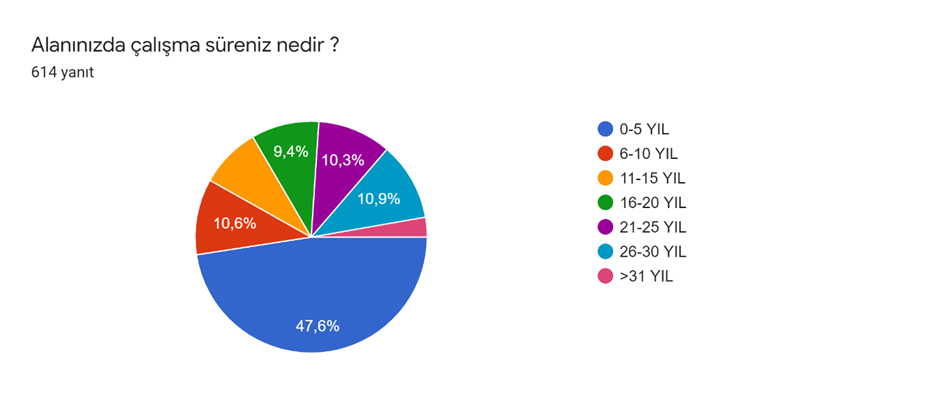 Alanınızda çalışma süreniz nedir ?
614 yanıt
0-5 YIL
6-10 YIL
11-15 YIL
16-20 YIL
21-25 YIL
26-30 YIL
>31 YIL
9,4%
10,3%
10,9%
10,6%
47,6%